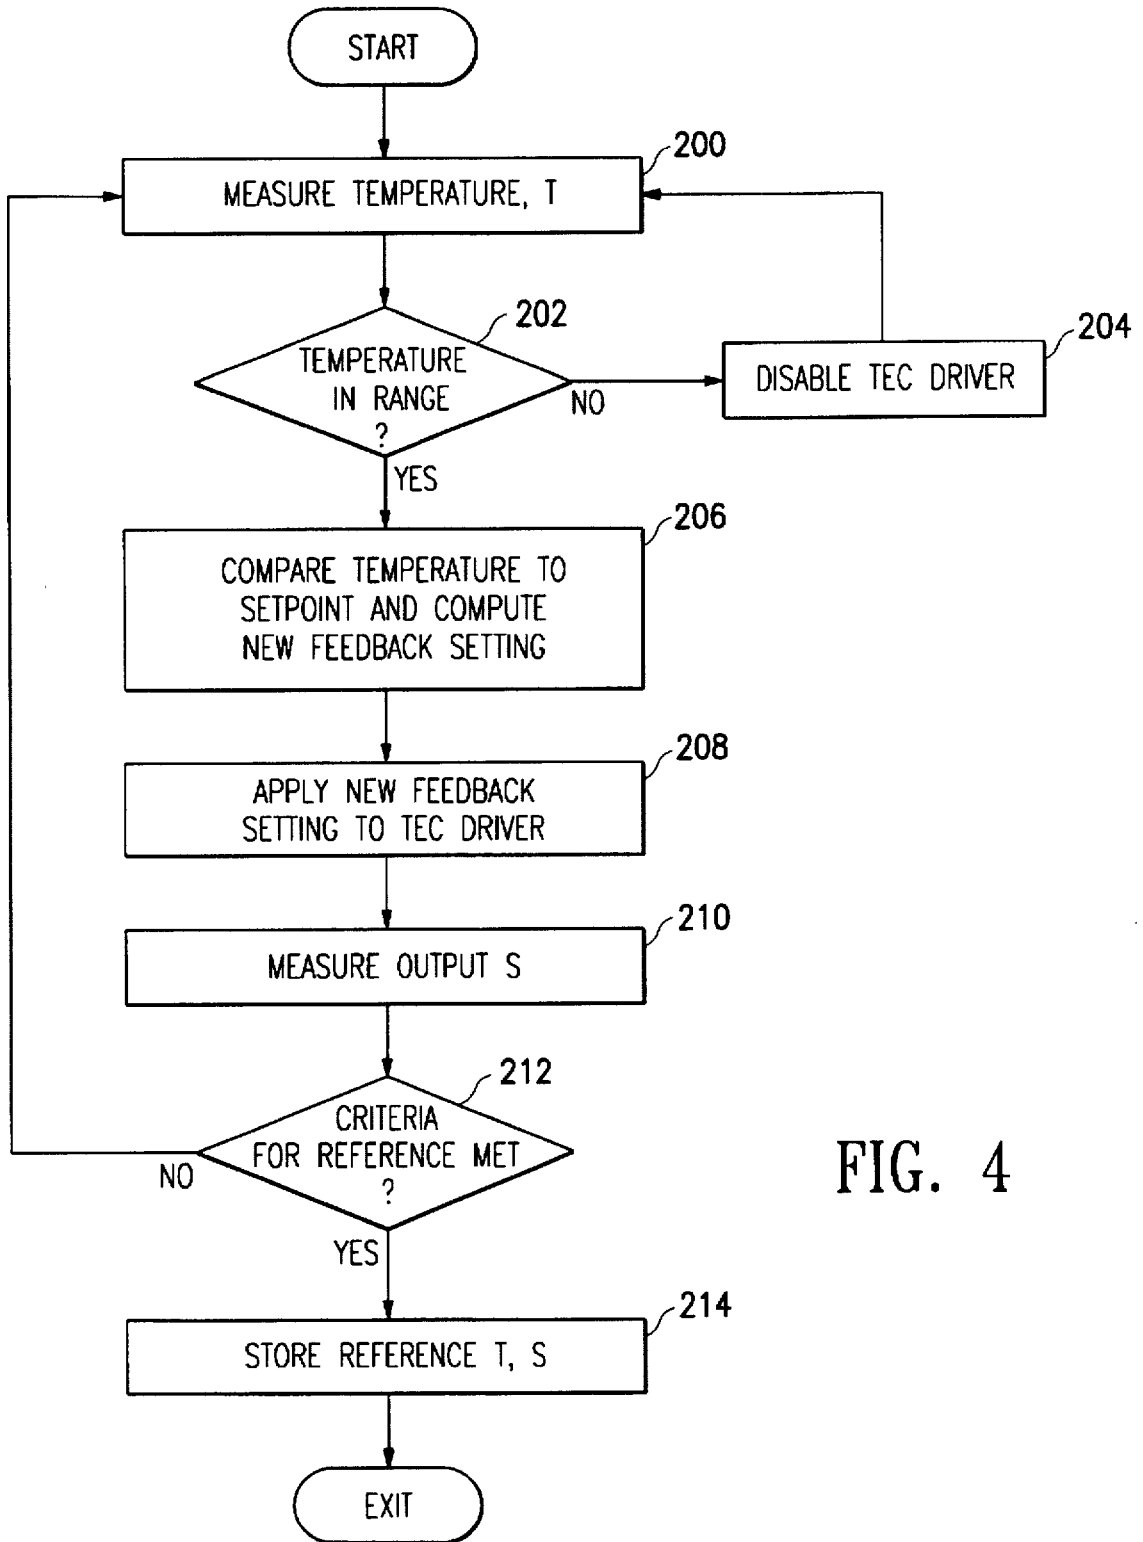 START
200
MEASURE TEMPERATURE, T
202
TEMPERATURE
IN RANGE
?
NO
204
DISABLE TEC DRIVER
YES
206
COMPARE TEMPERATURE TO
SETPOINT AND COMPUTE
NEW FEEDBACK SETTING
208
APPLY NEW FEEDBACK
SETTING TO TEC DRIVER
210
MEASURE OUTPUT S
212
CRITERIA
FOR REFERENCE MET
?
NO
YES
214
STORE REFERENCE T, S
EXIT
FIG. 4